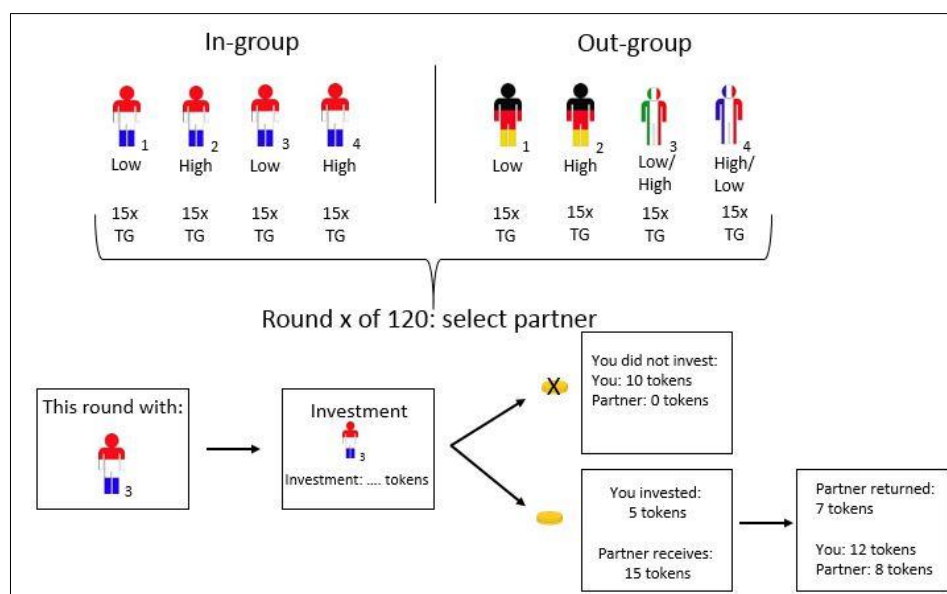 In-group
Out-group
1 2 3 4
Low High Low High
1 2 3 4
Low High Low/ High/
High Low
15x 15x 15x 15x
TG TG TG TG
15x 15x 15x 15x
TG TG TG TG
Round x of 120: select partner
This round with:
3
Investment
3
Investment: .... tokens
X
You did not invest:
You: 10 tokens
Partner: 0 tokens
You invested:
5 tokens
Partner receives:
15 tokens
Partner returned:
7 tokens
You: 12 tokens
Partner: 8 tokens